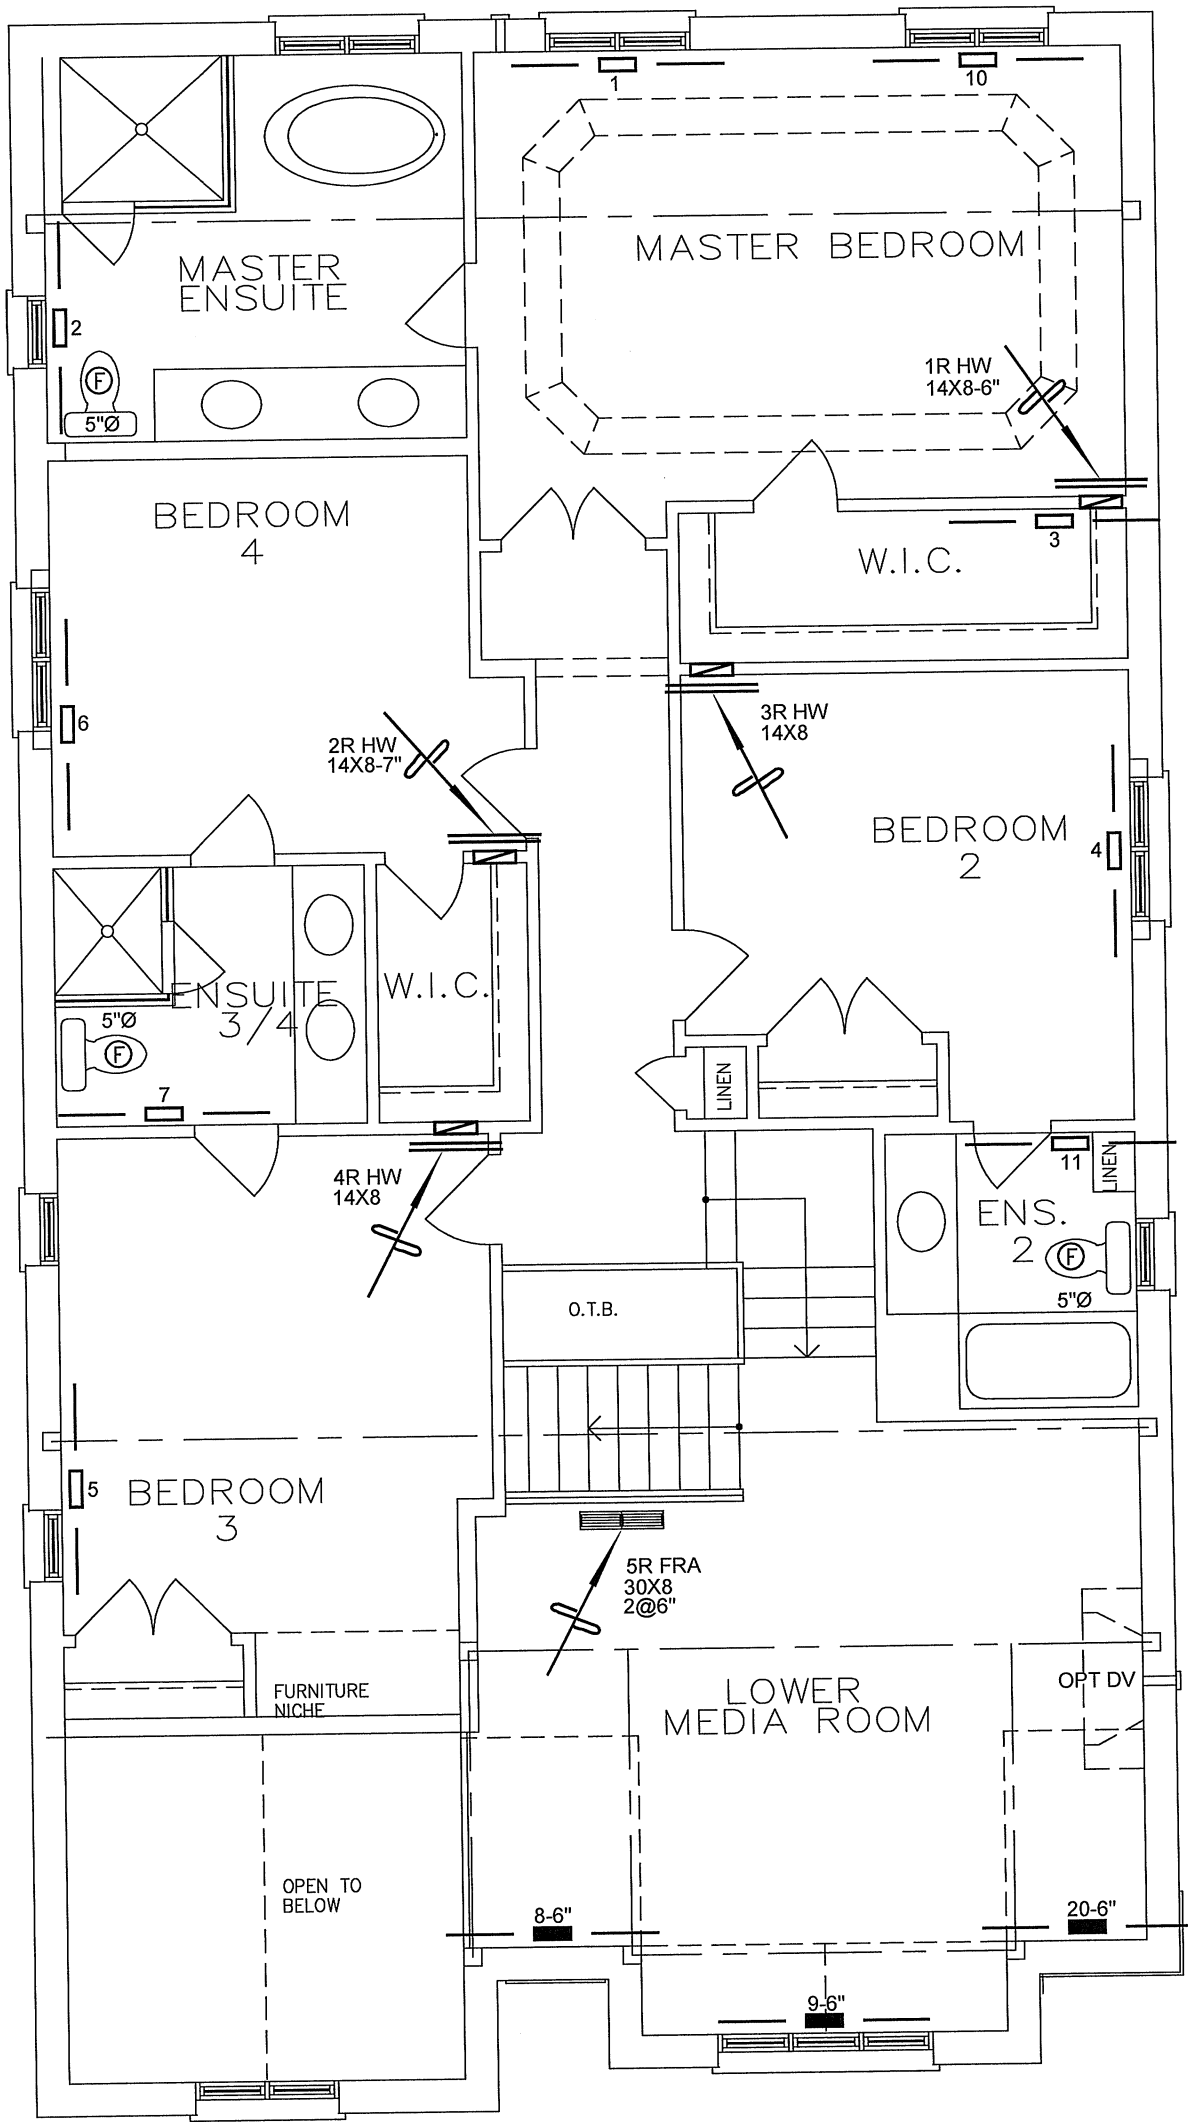 1
10
MASTER BEDROOM
MASTER
ENSUITE
2
F
5"Ø
1R HW
14X8-6"
BEDROOM
4
3
W.I.C.
6
2R HW
14X8-7"
3R HW
14X8
BEDROOM
2
4
ENSUITE
3/4
W.I.C.
5"Ø
F
7
LINEN
4R HW
14X8
11
LINEN
ENS.
2
F
5"Ø
O.T.B.
5
BEDROOM
3
5R FRA
30X8
2@6"
FURNITURE
NICHE
LOWER
MEDIA ROOM
OPT DV
OPEN TO
BELOW
8-6"
20-6"
9-6"